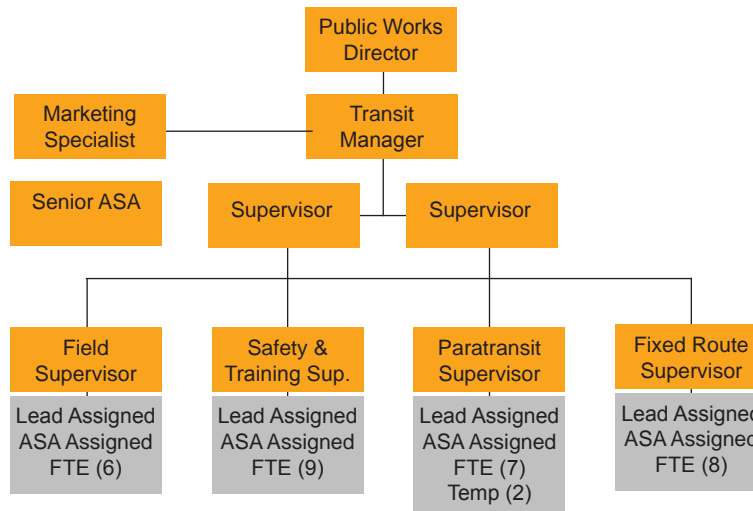 Public Works
Director
Marketing
Specialist
Transit
Manager
Senior ASA
Supervisor
Supervisor
Field
Supervisor
Safety &
Training Sup.
Paratransit
Supervisor
Fixed Route
Supervisor
Lead Assigned
ASA Assigned
FTE (6)
Lead Assigned
ASA Assigned
FTE (9)
Lead Assigned
ASA Assigned
FTE (7)
Temp (2)
Lead Assigned
ASA Assigned
FTE (8)